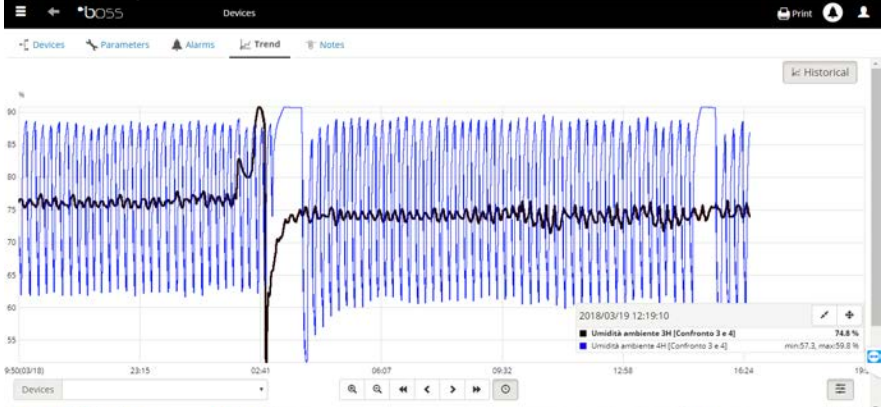 boss Devices Print
Devices Parameters Alarms Trend Notes
Historical
%
90
85
80
75
70
65
60
55
2018/03/19 12:19:10
Umidità ambiente 3H [Confronto 3 e 4] 74.8 %
Umidità ambiente 4H [Confronto 3 e 4] min:57.3, max:59.8 %
9:50(03/18) 23:15 02:41 06:07 09:32 12:58 16:24
Devices